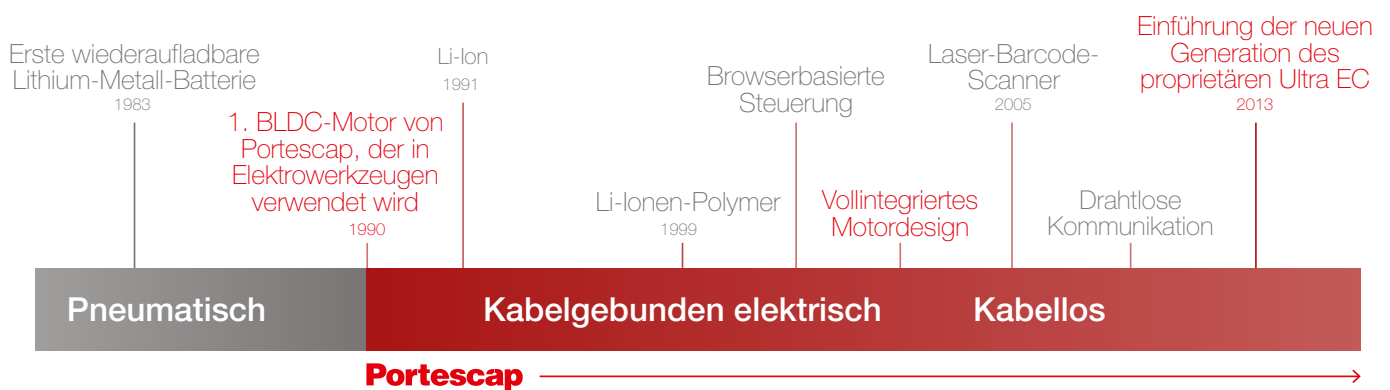 Erste wiederaufladbare
Lithium-Metall-Batterie
1983
1. BLDC-Motor von
Portescap, der in
Elektrowerkzeugen
verwendet wird
1990
Li-Ion
1991
Li-Ionen-Polymer
1999
Browserbasierte
Steuerung
Vollintegriertes
Motordesign
Laser-Barcode-
Scanner
2005
Drahtlose
Kommunikation
Einführung der neuen
Generation des
proprietären Ultra EC
2013
Pneumatisch
Kabelgebunden elektrisch
Kabellos
Portescap